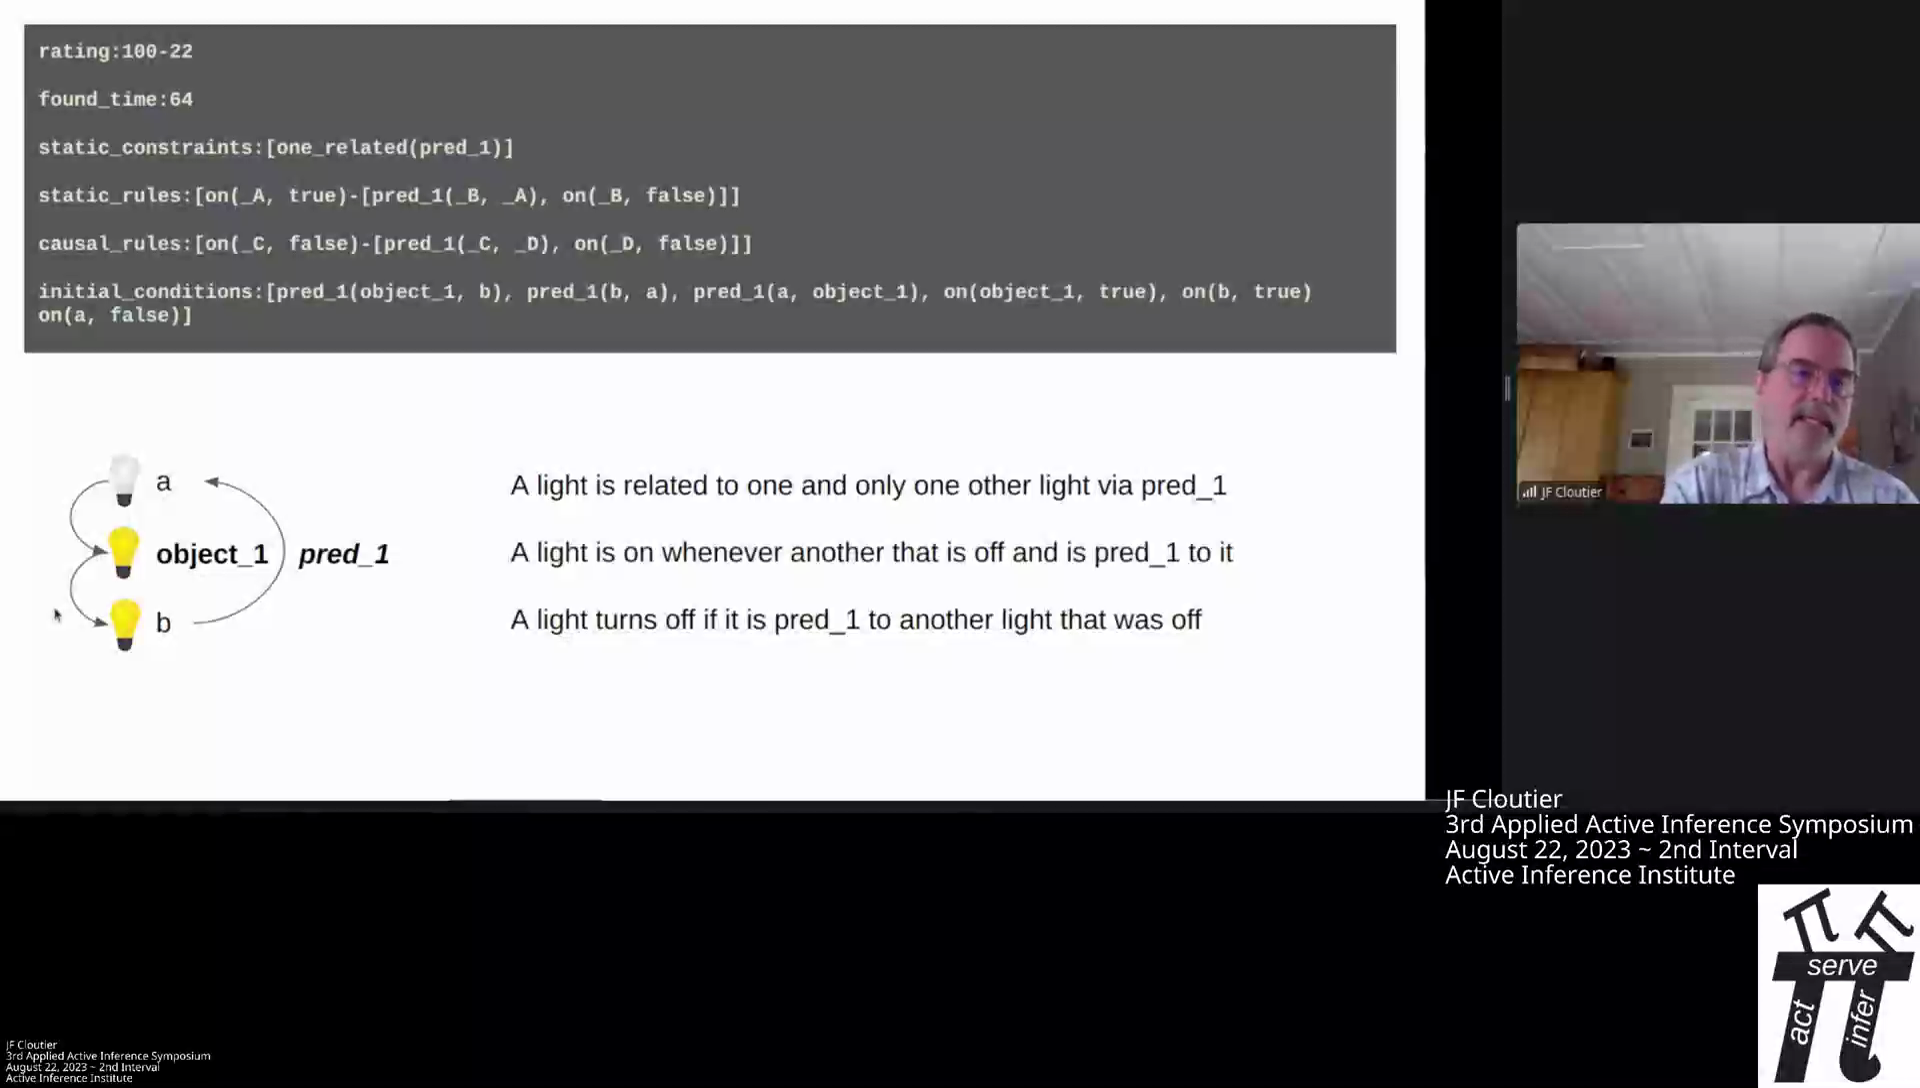 rating:100-22
found_time:64
static_constraints:[one_related(pred_1)]
static_rules:[on(_A, true)-[pred_1(_B, _A), on(_B, false)]]
causal_rules:[on(_C, false)-[pred_1(_C, _D), on(_D, false)]]
initial_conditions:[pred_1(object_1, b), pred_1(b, a), pred_1(a, object_1), on(object_1, true), on(b, true)
on(a, false)]
a
object_1 pred_1
b
A light is related to one and only one other light via pred_1
A light is on whenever another that is off and is pred_1 to it
A light turns off if it is pred_1 to another light that was off
JF Cloutier
JF Cloutier
3rd Applied Active Inference Symposium
August 22, 2023 ~ 2nd Interval
Active Inference Institute
serve
act
infer
JF Cloutier
3rd Applied Active Inference Symposium
August 22, 2023 ~ 2nd Interval
Active Inference Institute